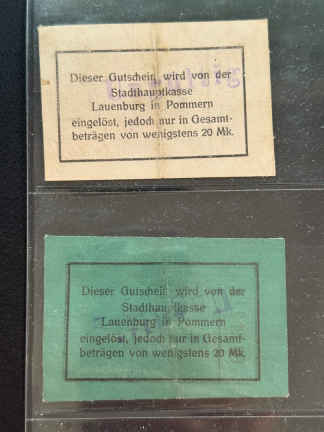 Dieser Gutschein wird von der
Stadthauptkasse
Lauenburg in Pommern
eingelöst, jedoch nur in Gesamt-
beträgen von wenigstens 20 Mk.
Dieser Gutschein wird von der
Stadthauptkasse
Lauenburg in Pommern
eingelöst, jedoch nur in Gesamt-
beträgen von wenigstens 20 Mk.